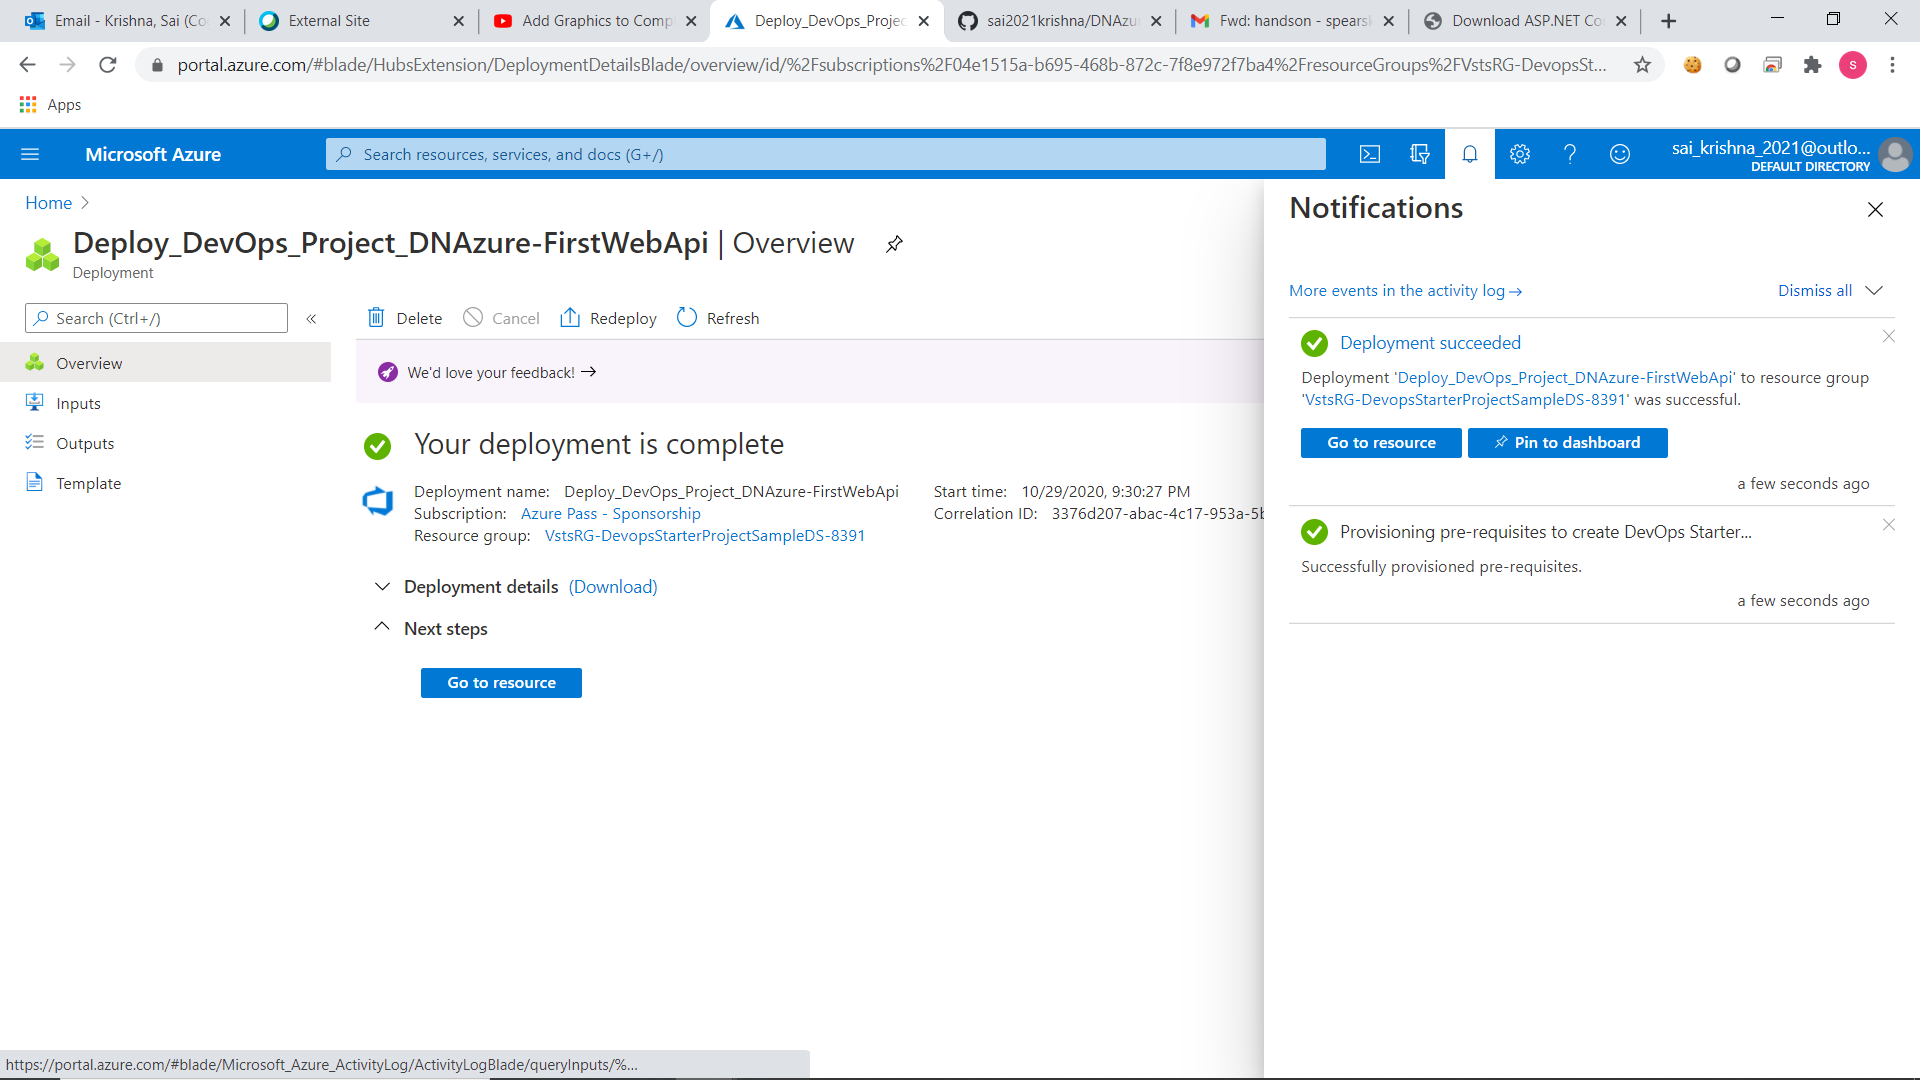 Email - Krishna, Sai (Co
External Site
Add Graphics to Comp
Deploy_DevOps_Projec
sai2021krishna/DNAzu
Fwd: handson - spearsk
Download ASP.NET Co
portal.azure.com/#blade/HubsExtension/DeploymentDetailsBlade/overview/id/%2Fsubscriptions%2F04e1515a-b695-468b-872c-7f8e972f7ba4%2FresourceGroups%2FVstsRG-DevopsSt...
S
Apps
Microsoft Azure
Search resources, services, and docs (G+/)
sai_krishna_2021@outlo...
DEFAULT DIRECTORY
Home
Deploy_DevOps_Project_DNAzure-FirstWebApi | Overview
Deployment
Search (Ctrl+/)
Overview
Inputs
Outputs
Template
Delete
Cancel
Redeploy
Refresh
We'd love your feedback! →
Your deployment is complete
Deployment name: Deploy_DevOps_Project_DNAzure-FirstWebApi
Subscription: Azure Pass - Sponsorship
Resource group: VstsRG-DevopsStarterProjectSampleDS-8391
Start time: 10/29/2020, 9:30:27 PM
Correlation ID: 3376d207-abac-4c17-953a-5b
Deployment details (Download)
Next steps
Go to resource
Notifications
More events in the activity log →
Dismiss all
Deployment succeeded
Deployment 'Deploy_DevOps_Project_DNAzure-FirstWebApi' to resource group
'VstsRG-DevopsStarterProjectSampleDS-8391' was successful.
Go to resource
Pin to dashboard
a few seconds ago
Provisioning pre-requisites to create DevOps Starter...
Successfully provisioned pre-requisites.
a few seconds ago
https://portal.azure.com/#blade/Microsoft_Azure_ActivityLog/ActivityLogBlade/queryInputs/%...